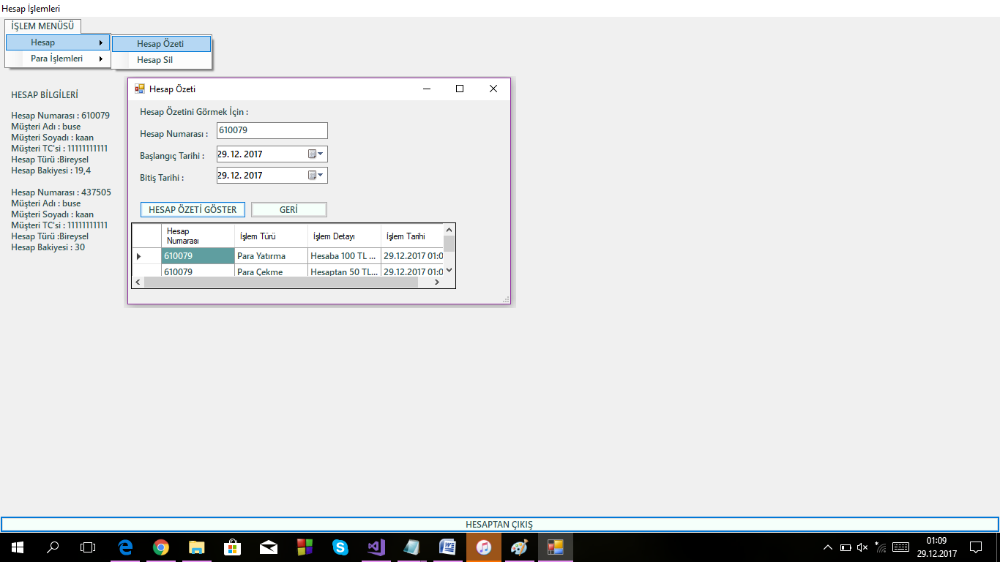 Hesap İşlemleri
İŞLEM MENÜSÜ
Hesap
Para İşlemleri
Hesap Özeti
Hesap Sil
HESAP BİLGİLERİ
Hesap Numarası : 610079
Müşteri Adı : buse
Müşteri Soyadı : kaan
Müşteri TC'si : 11111111111
Hesap Türü :Bireysel
Hesap Bakiyesi : 19,4
Hesap Numarası : 437505
Müşteri Adı : buse
Müşteri Soyadı : kaan
Müşteri TC'si : 11111111111
Hesap Türü :Bireysel
Hesap Bakiyesi : 30
Hesap Özeti
Hesap Özetini Görmek İçin :
Hesap Numarası : 610079
Başlangıç Tarihi : 29. 12. 2017
Bitiş Tarihi : 29. 12. 2017
HESAP ÖZETİ GÖSTER GERİ
Hesap Numarası İşlem Türü İşlem Detayı İşlem Tarihi
610079 Para Yatırma Hesaba 100 TL ... 29.12.2017 01:0
610079 Para Çekme Hesaptan 50 TL... 29.12.2017 01:0
HESAPTAN ÇIKIŞ
01:09
29.12.2017